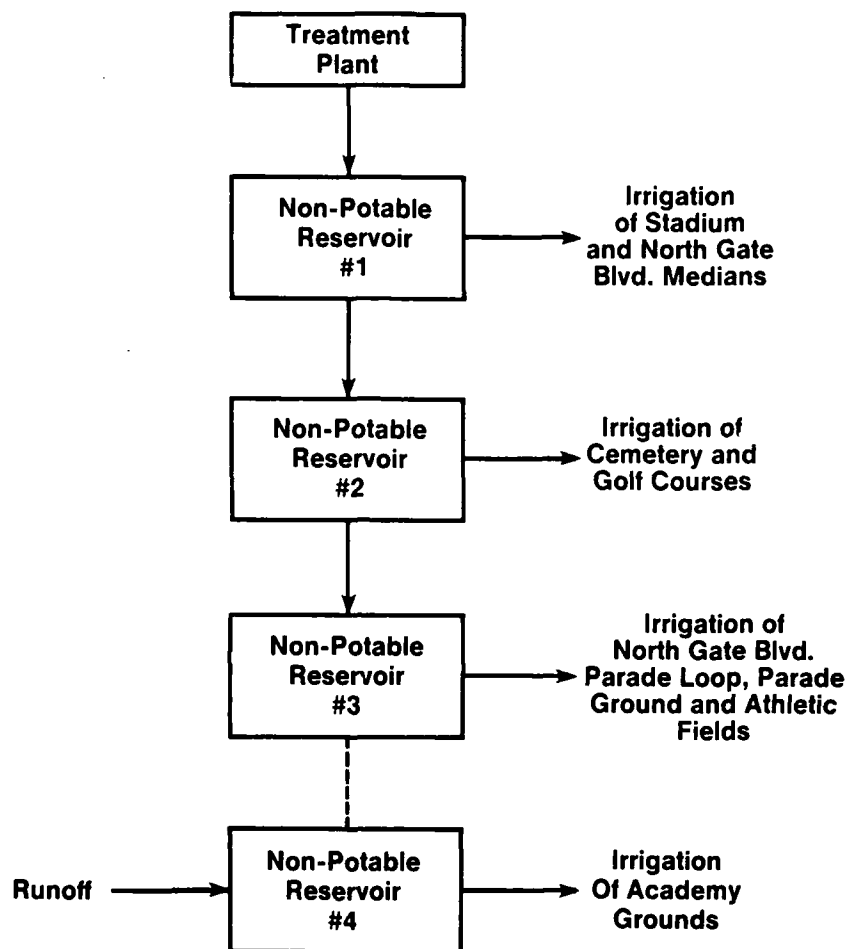 Treatment
Plant
Non-Potable
Reservoir
#1
Irrigation
of Stadium
and North Gate
Blvd. Medians
Non-Potable
Reservoir
#2
Irrigation of
Cemetery and
Golf Courses
Non-Potable
Reservoir
#3
Irrigation of
North Gate Blvd.
Parade Loop, Parade
Ground and Athletic
Fields
Runoff
Non-Potable
Reservoir
#4
Irrigation
Of Academy
Grounds